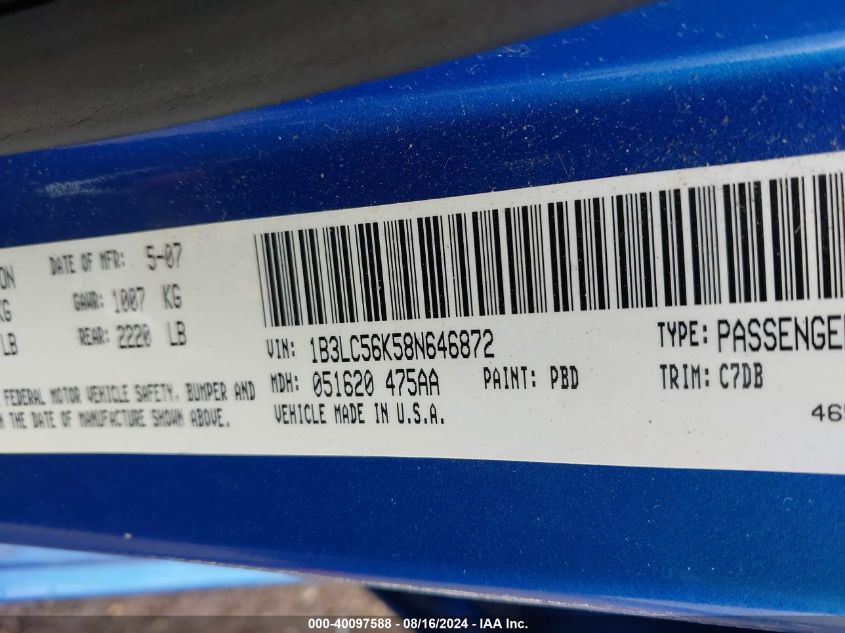 ON DATE OF MFR: 5-07
KG GAWR: 1007 KG
LB REAR: 2220 LB
VIN: 1B3LC56K58N646872 TYPE: PASSENGER
FEDERAL MOTOR VEHICLE SAFETY, BUMPER AND
MDH: 051620 475AA PAINT: PBD TRIM: C7DB
THE DATE OF MANUFACTURE SHOWN ABOVE.
VEHICLE MADE IN U.S.A.
000-40097588 - 08/16/2024 - IAA Inc.